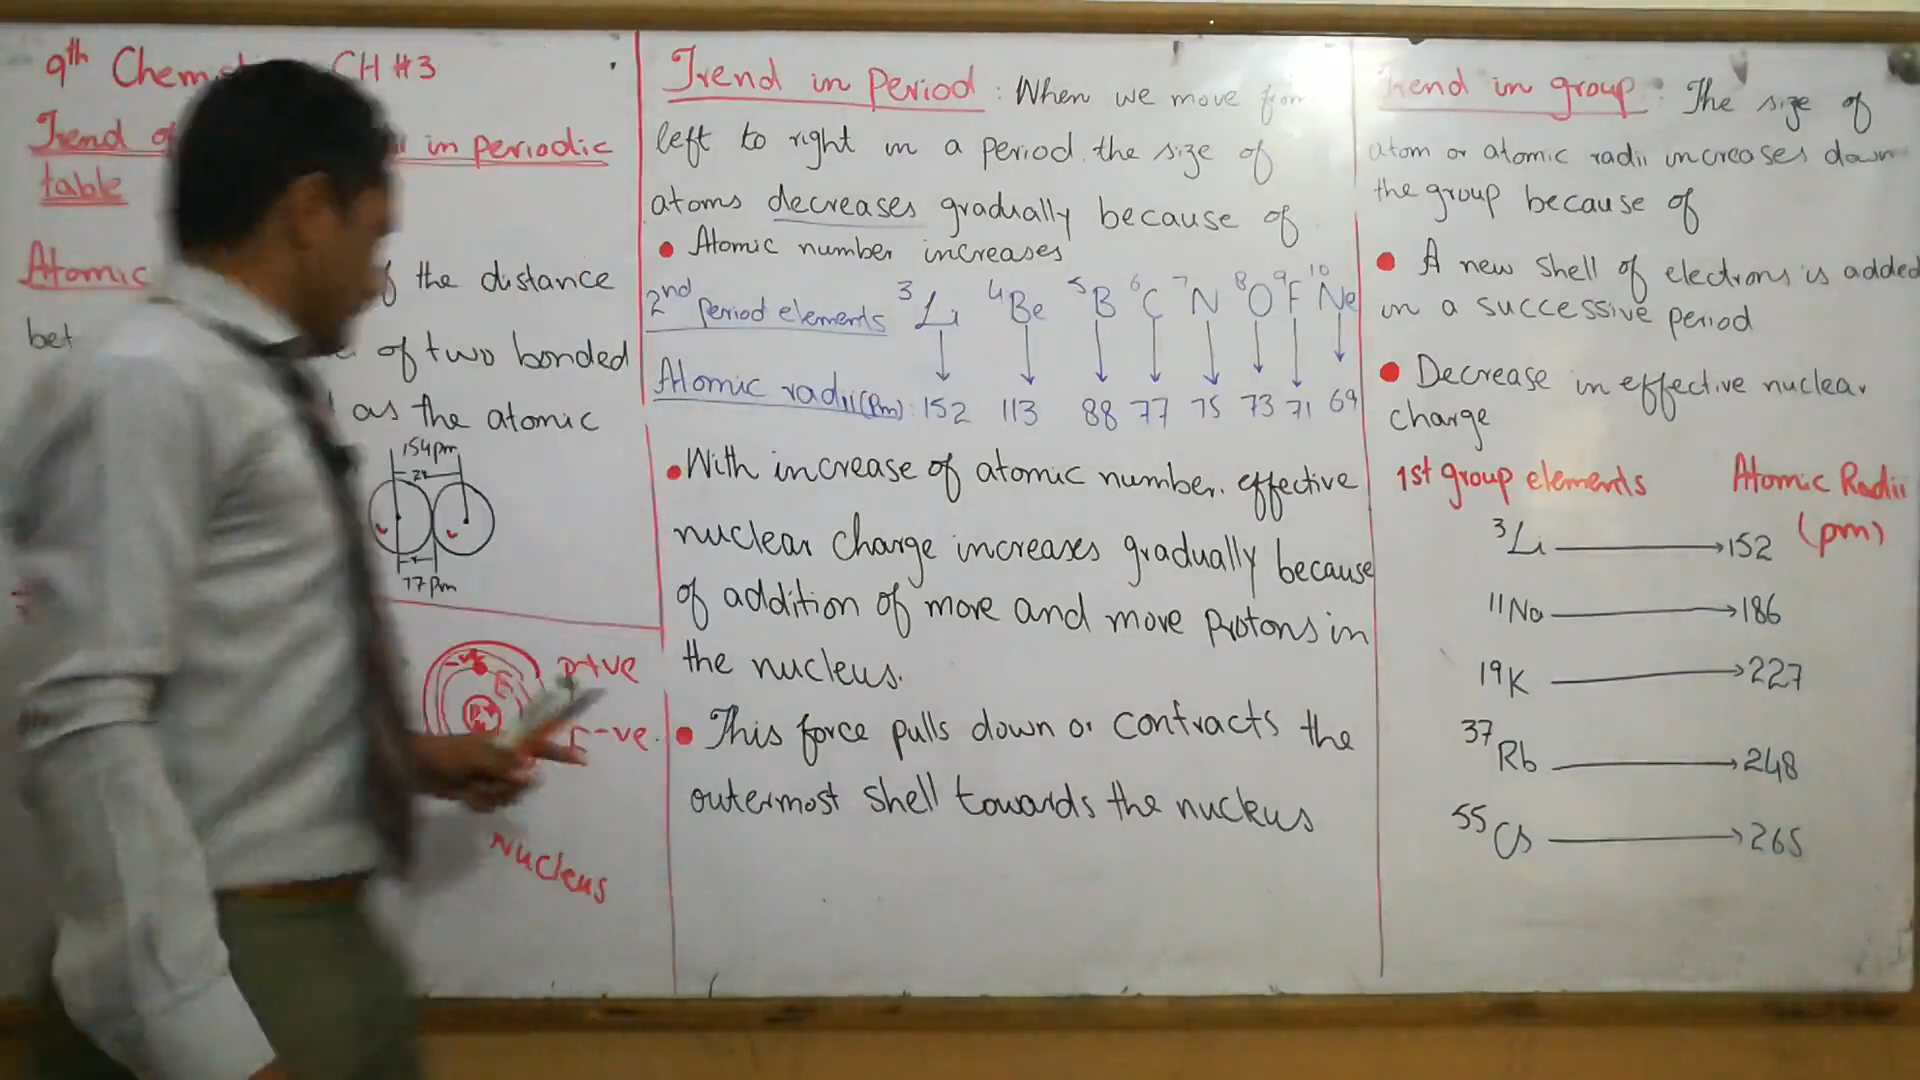 9th Chem CH #3
Trend of in periodic
table
Atomic the distance
bet of two bonded
as the atomic
154pm
2r
r
77pm
P+ve
-ve
Nucleus
Trend in Period : When we move from
left to right in a period the size of
atoms decreases gradually because of
• Atomic number increases
2nd Period elements 3Li 4Be 5B 6C 7N 8O 9F 10Ne
Atomic radii(Pm): 152 113 88 77 75 73 71 69
• With increase of atomic number. effective
nuclear charge increases gradually because
of addition of more and more protons in
the nucleus.
• This force pulls down or contracts the
outermost shell towards the nucleus
Trend in group : The size of
atom or atomic radii increases down
the group because of
• A new shell of electrons is added
in a successive period
• Decrease in effective nuclear
charge
1st group elements Atomic Radii
(pm)
3Li 152
11Na 186
19K 227
37Rb 248
55Cs 265